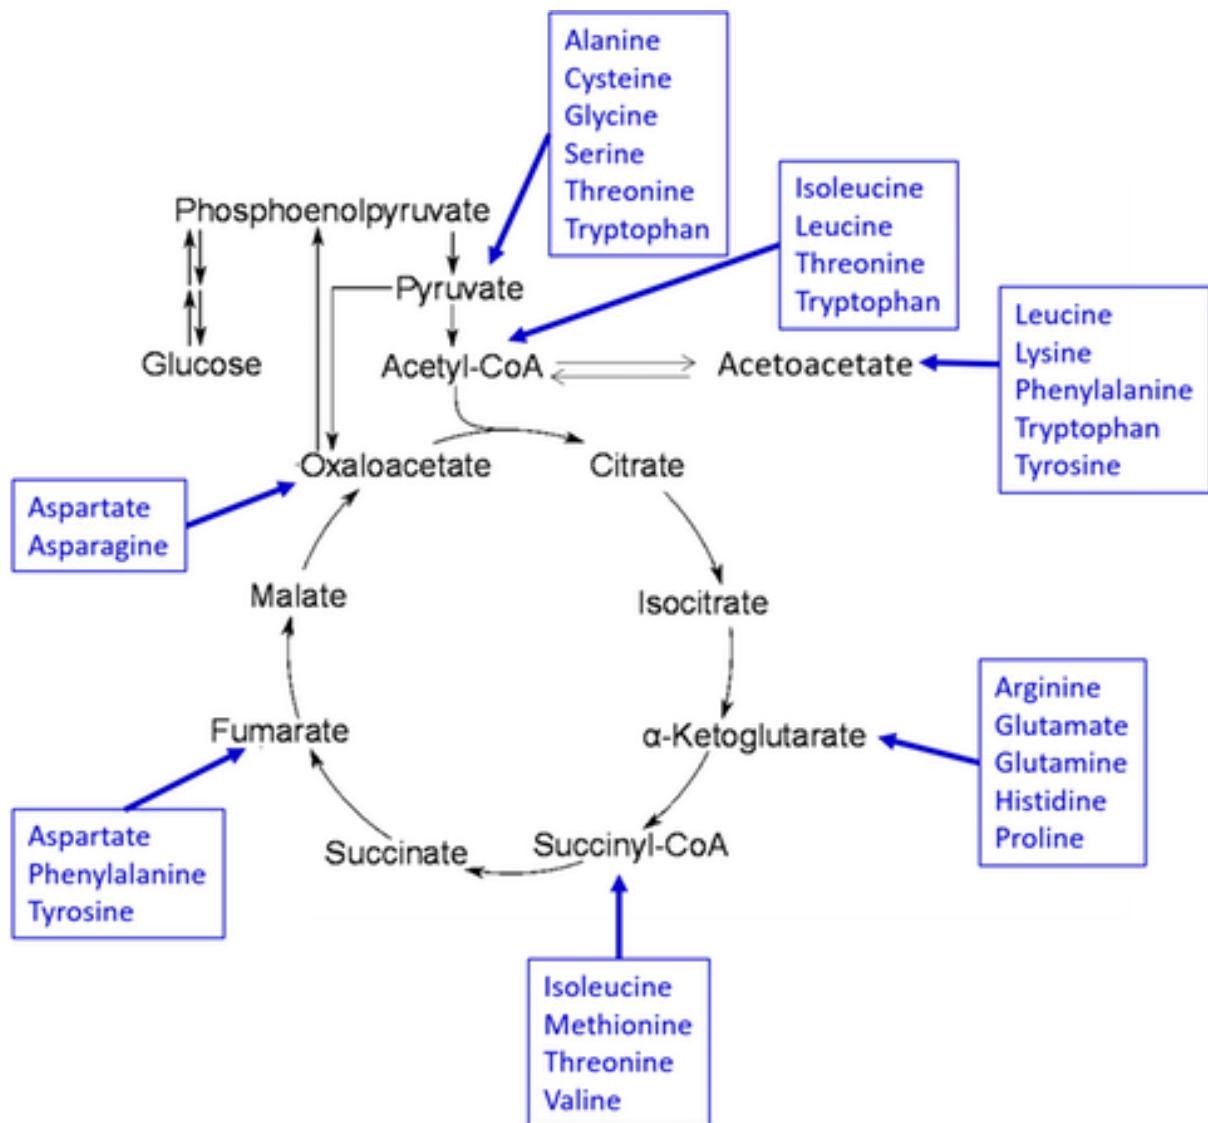 Alanine
Cysteine
Glycine
Serine
Threonine
Tryptophan
Isoleucine
Leucine
Threonine
Tryptophan
Phosphoenolpyruvate
Pyruvate
Glucose
Acetyl-CoA
Acetoacetate
Leucine
Lysine
Phenylalanine
Tryptophan
Tyrosine
Oxaloacetate
Citrate
Aspartate
Asparagine
Malate
Isocitrate
Fumarate
α-Ketoglutarate
Arginine
Glutamate
Glutamine
Histidine
Proline
Aspartate
Phenylalanine
Tyrosine
Succinate
Succinyl-CoA
Isoleucine
Methionine
Threonine
Valine